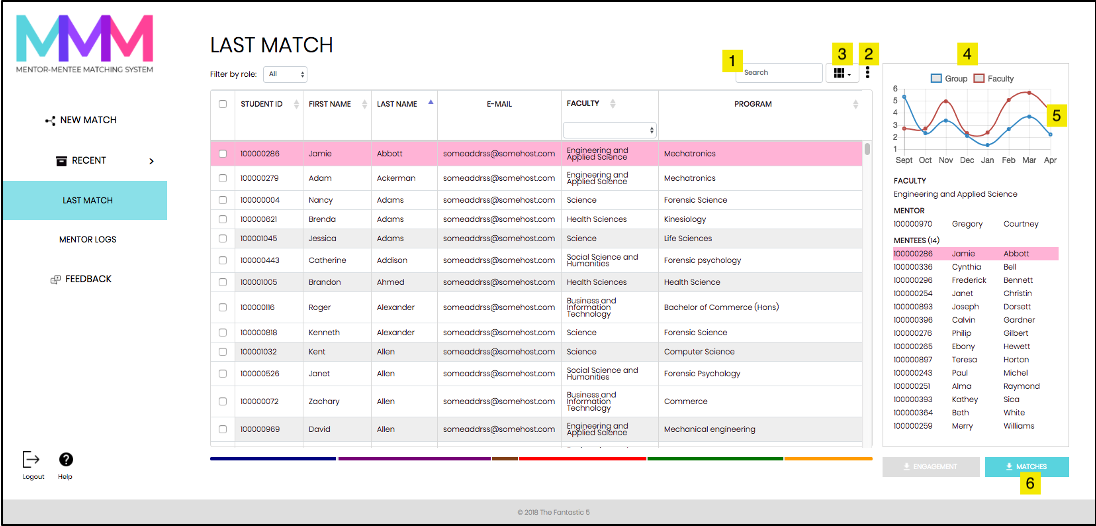 MMM
MENTOR-MENTEE MATCHING SYSTEM
NEW MATCH
RECENT
LAST MATCH
MENTOR LOGS
FEEDBACK
Logout Help
LAST MATCH
Filter by role: All
1 Search 3 2
STUDENT ID FIRST NAME LAST NAME E-MAIL FACULTY PROGRAM
100000286 Jamie Abbott someaddrss@somehost.com Engineering and Applied Science Mechatronics
100000279 Adam Ackerman someaddrss@somehost.com Engineering and Applied Science Mechatronics
100000004 Nancy Adams someaddrss@somehost.com Science Forensic Science
100000621 Brenda Adams someaddrss@somehost.com Health Sciences Kinesiology
100001045 Jessica Adams someaddrss@somehost.com Science Life Sciences
100000443 Catherine Addison someaddrss@somehost.com Social Science and Humanities Forensic psychology
100001005 Brandon Ahmed someaddrss@somehost.com Health Sciences Health Science
100000116 Roger Alexander someaddrss@somehost.com Business and Information Technology Bachelor of Commerce (Hons)
100000818 Kenneth Alexander someaddrss@somehost.com Science Forensic Science
100001032 Kent Allen someaddrss@somehost.com Science Computer Science
100000526 Janet Allen someaddrss@somehost.com Social Science and Humanities Forensic Psychology
100000072 Zachary Allen someaddrss@somehost.com Business and Information Technology Commerce
100000969 David Allen someaddrss@somehost.com Engineering and Applied Science Mechanical engineering
4
Group Faculty
6
5
4
3
2
1
5
Sept Oct Nov Dec Jan Feb Mar Apr
FACULTY
Engineering and Applied Science
MENTOR
100000970 Gregory Courtney
MENTEES (14)
100000286 Jamie Abbott
100000336 Cynthia Bell
100000296 Frederick Bennett
100000254 Janet Christin
100000393 Joseph Dorsatt
100000396 Calvin Gardner
100000276 Philip Gilbert
100000265 Ebony Hewett
100000897 Teresa Horton
100000243 Paul Michel
100000251 Alma Raymond
100000393 Kathey Sica
100000364 Beth White
100000259 Merry Williams
ENGAGEMENT MATCHES
6
© 2018 The Fantastic 5